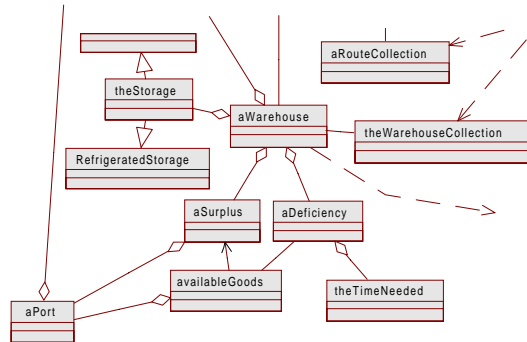 aRouteCollection
theStorage
aWarehouse
theWarehouseCollection
RefrigeratedStorage
aSurplus
aDeficiency
availableGoods
theTimeNeeded
aPort